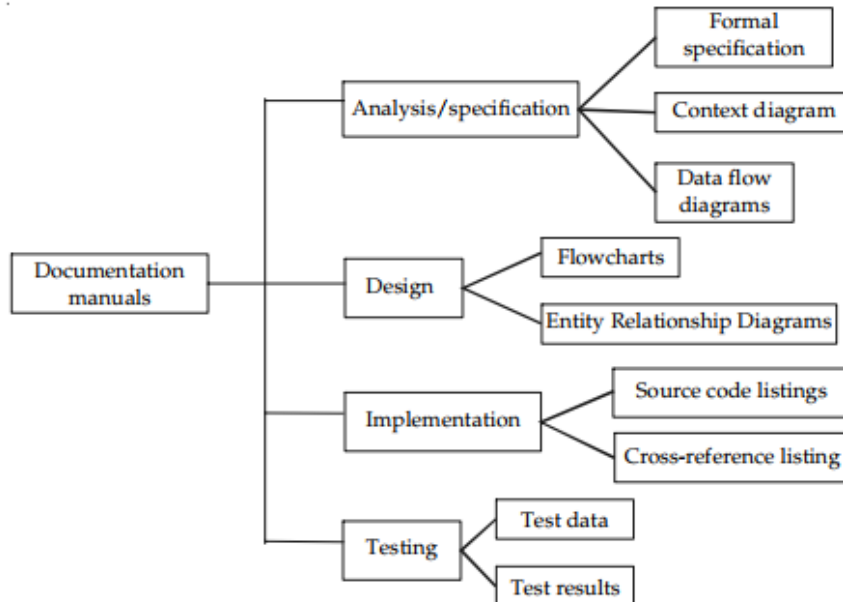 Formal
specification
Analysis/specification
Context diagram
Data flow
diagrams
Documentation
manuals
Flowcharts
Design
Entity Relationship Diagrams
Source code listings
Implementation
Cross-reference listing
Test data
Testing
Test results